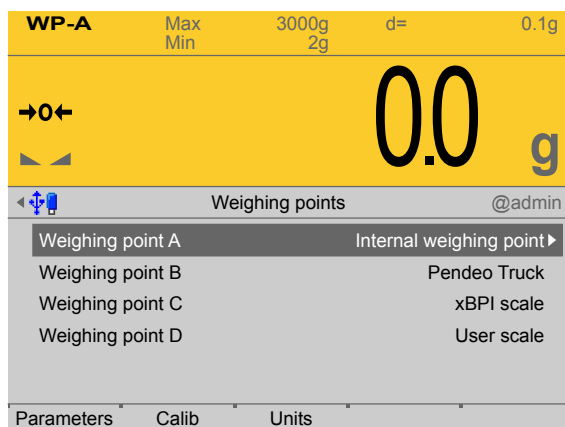 WP-A Max 3000g d= 0.1g
Min 2g
→0←
0.0 g
Weighing points @admin
Weighing point A Internal weighing point
Weighing point B Pendeo Truck
Weighing point C xBPI scale
Weighing point D User scale
Parameters Calib Units